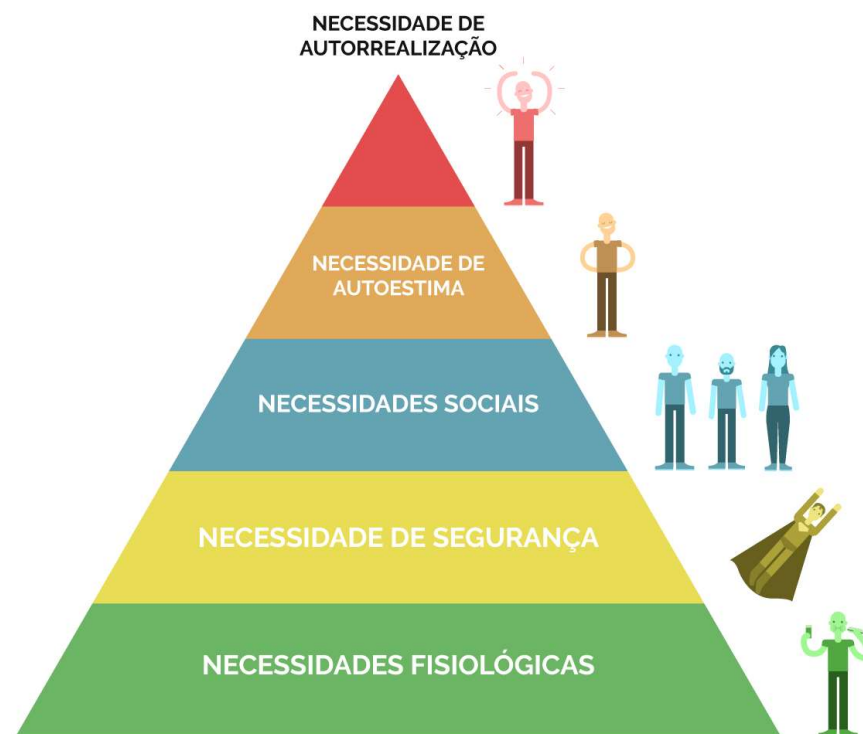 NECESSIDADE DE
AUTORREALIZAÇÃO
NECESSIDADE DE
AUTOESTIMA
NECESSIDADES SOCIAIS
NECESSIDADE DE SEGURANÇA
NECESSIDADES FISIOLÓGICAS